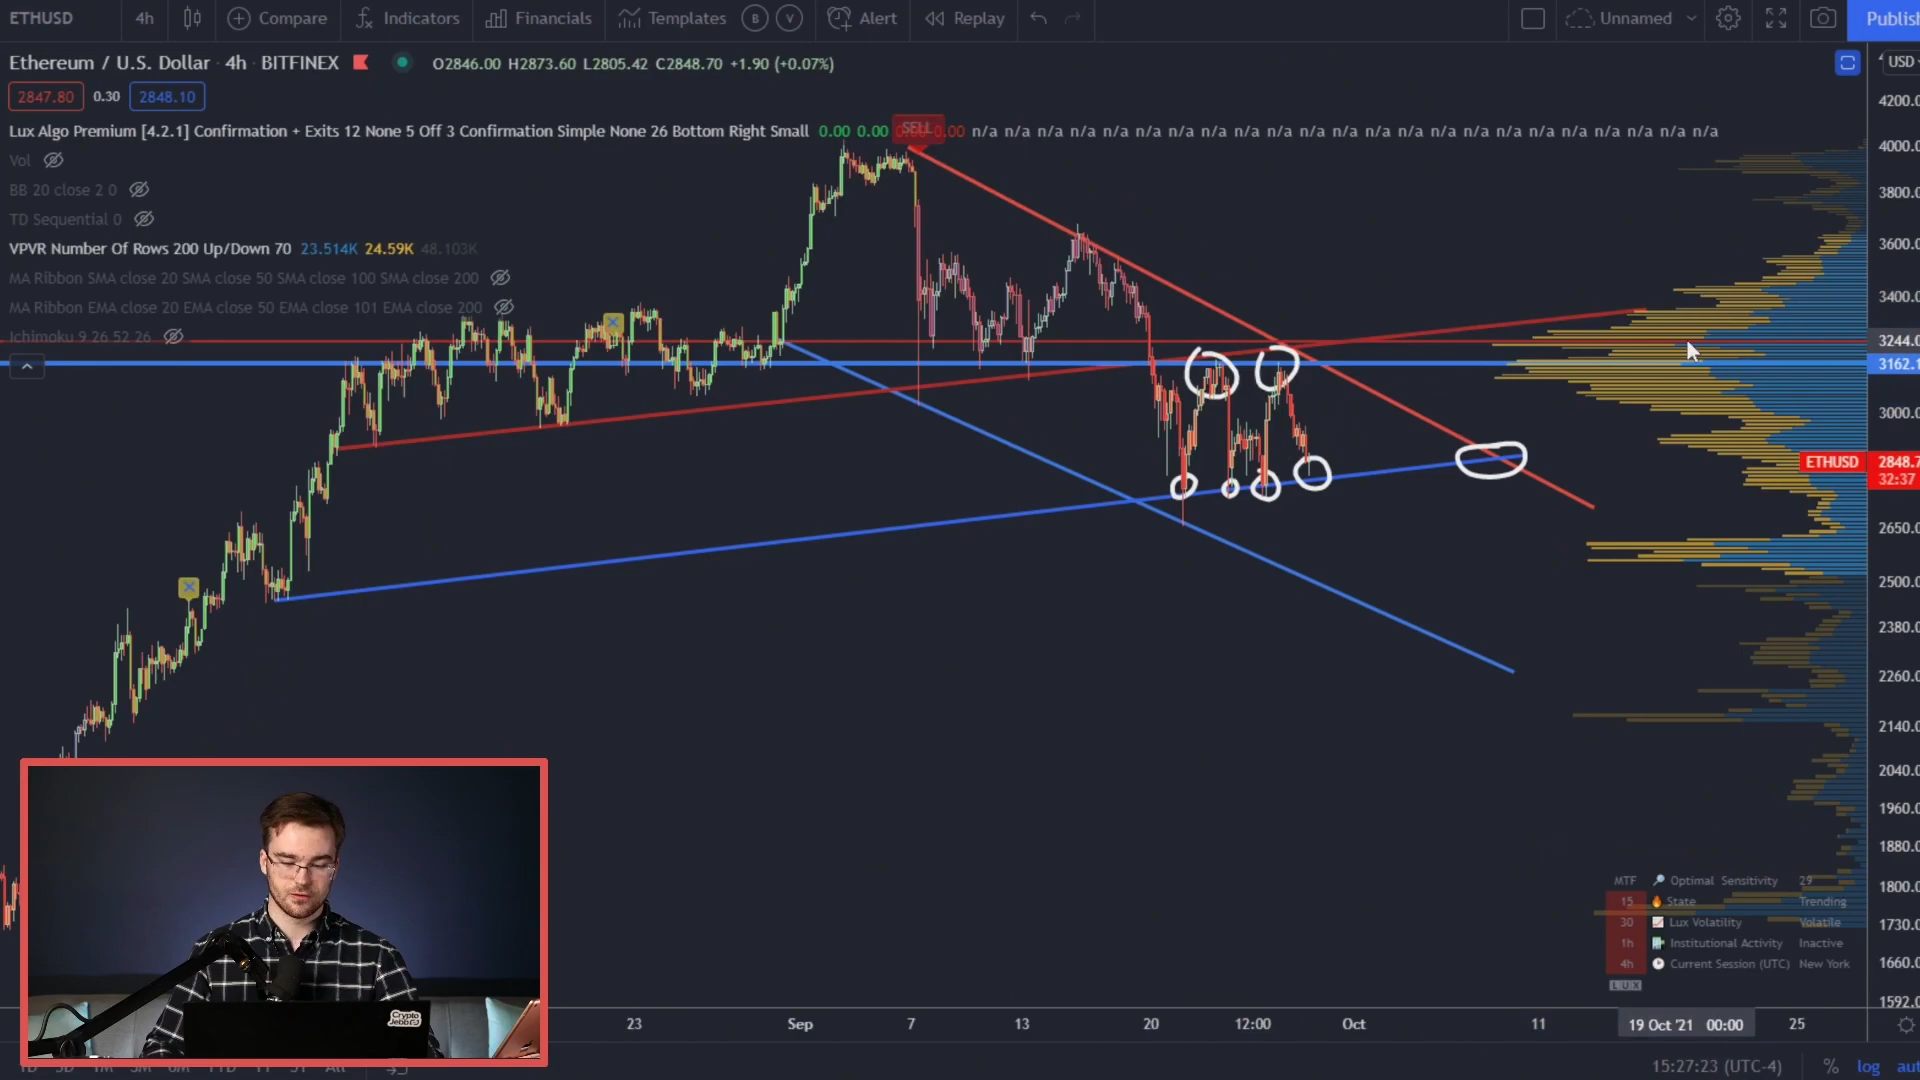 ETHUSD 4h Compare Indicators Financials Templates B V Alert Replay Unnamed Publish
Ethereum / U.S. Dollar · 4h · BITFINEX O2846.00 H2873.60 L2805.42 C2848.70 +1.90 (+0.07%) USD
2847.80 0.30 2848.10
Lux Algo Premium [4.2.1] Confirmation + Exits 12 None 5 Off 3 Confirmation Simple None 26 Bottom Right Small 0.00 0.00 0.00 0.00 n/a n/a n/a n/a n/a n/a n/a n/a n/a n/a n/a n/a n/a n/a n/a n/a n/a n/a n/a n/a n/a n/a n/a
SELL
Vol
BB 20 close 2 0
TD Sequential 0
VPVR Number Of Rows 200 Up/Down 70 23.514K 24.59K 48.103K
MA Ribbon SMA close 20 SMA close 50 SMA close 100 SMA close 200
MA Ribbon EMA close 20 EMA close 50 EMA close 101 EMA close 200
Ichimoku 9 26 52 26
4200.0
4000.0
3800.0
3600.0
3400.0
3244.0
3162.1
3000.0
ETHUSD 2848.7
32:37
2650.0
2500.0
2380.0
2260.0
2140.0
2040.0
1960.0
1880.0
1800.0
1730.0
1660.0
1592.0
MTF Optimal Sensitivity 29
15 State Trending
30 Lux Volatility Volatile
1h Institutional Activity Inactive
4h Current Session (UTC) New York
LUX
Crypto
Jebb
23 Sep 7 13 20 12:00 Oct 11 19 Oct '21 00:00 25
15:27:23 (UTC-4) % log aut